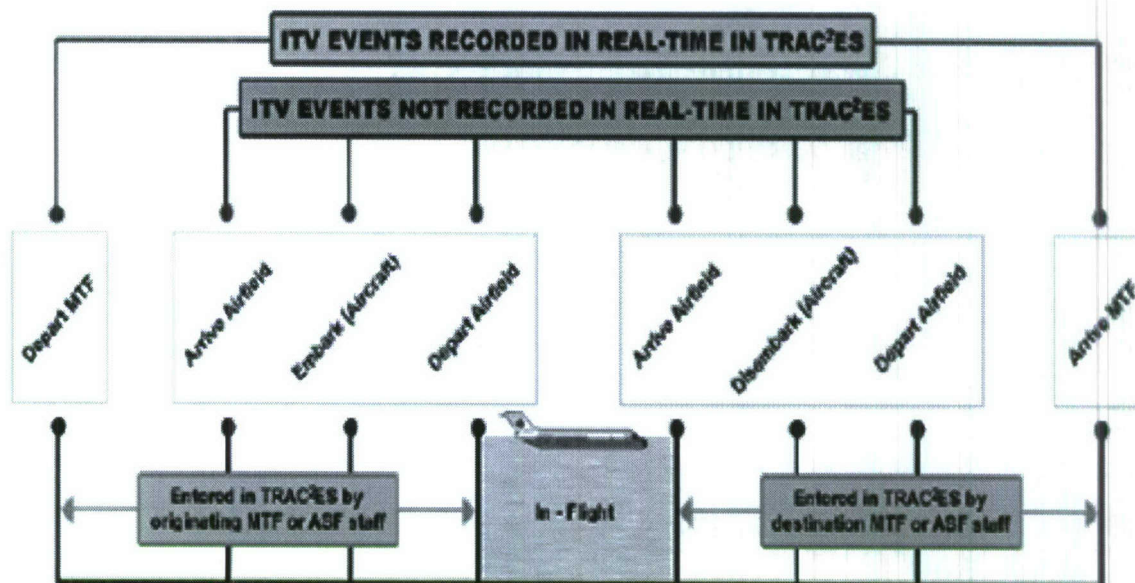 ITV EVENTS RECORDED IN REAL-TIME IN TRAC²ES
ITV EVENTS NOT RECORDED IN REAL-TIME IN TRAC²ES
Depart MTF
Arrive Airfield
Embark (Aircraft)
Depart Airfield
Arrive Airfield
Disembark (Aircraft)
Depart Airfield
Arrive MTF
Entered in TRAC²ES by
originating MTF or ASF staff
In - Flight
Entered in TRAC²ES by
destination MTF or ASF staff